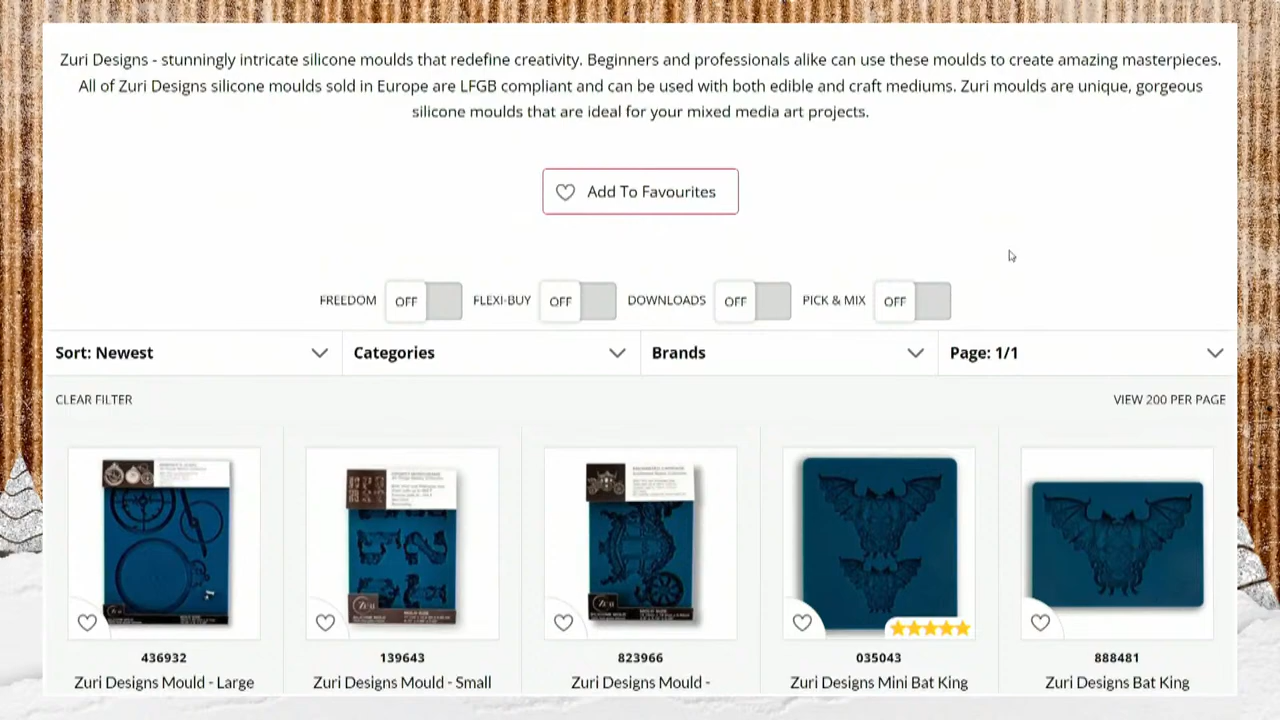 Zuri Designs - stunningly intricate silicone moulds that redefine creativity. Beginners and professionals alike can use these moulds to create amazing masterpieces.
All of Zuri Designs silicone moulds sold in Europe are LFGB compliant and can be used with both edible and craft mediums. Zuri moulds are unique, gorgeous
silicone moulds that are ideal for your mixed media art projects.
Add To Favourites
FREEDOM OFF FLEXI-BUY OFF DOWNLOADS OFF PICK & MIX OFF
Sort: Newest Categories Brands Page: 1/1
CLEAR FILTER VIEW 200 PER PAGE
436932 139643 823966 035043 888481
Zuri Designs Mould - Large Zuri Designs Mould - Small Zuri Designs Mould - Zuri Designs Mini Bat King Zuri Designs Bat King